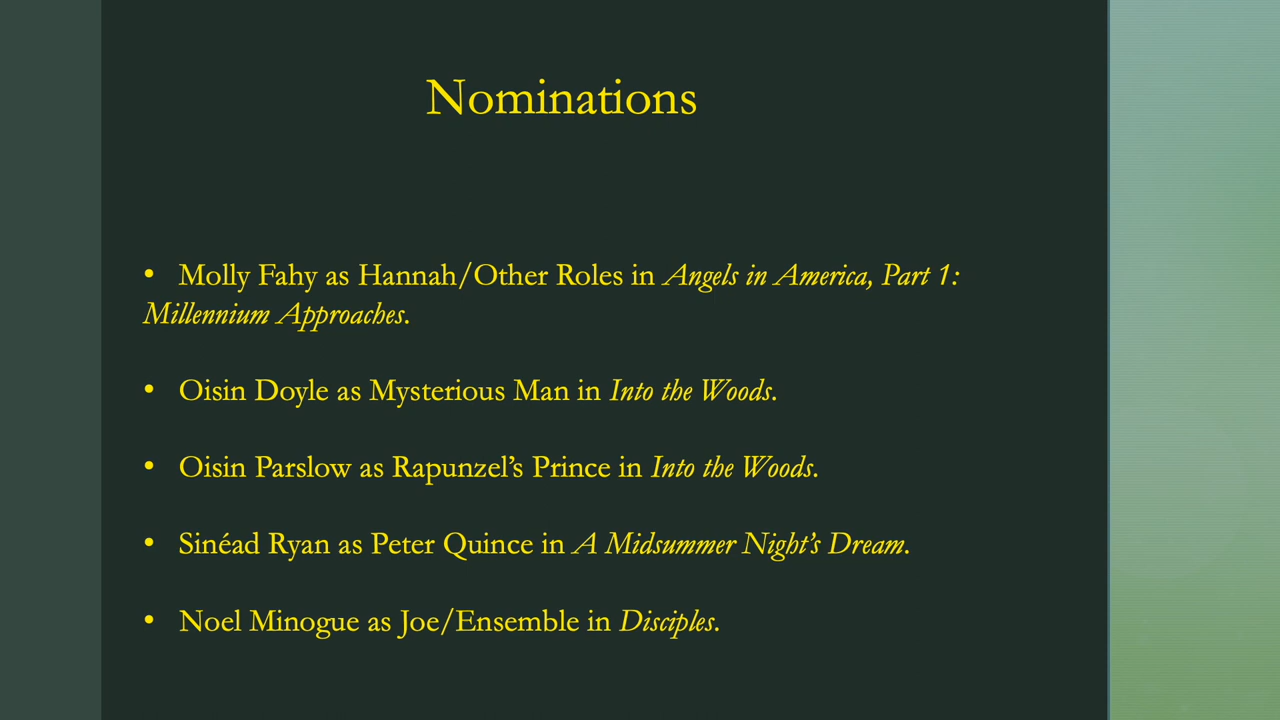 Nominations
• Molly Fahy as Hannah/Other Roles in Angels in America, Part 1:
Millennium Approaches.
• Oisin Doyle as Mysterious Man in Into the Woods.
• Oisin Parslow as Rapunzel’s Prince in Into the Woods.
• Sinéad Ryan as Peter Quince in A Midsummer Night’s Dream.
• Noel Minogue as Joe/Ensemble in Disciples.